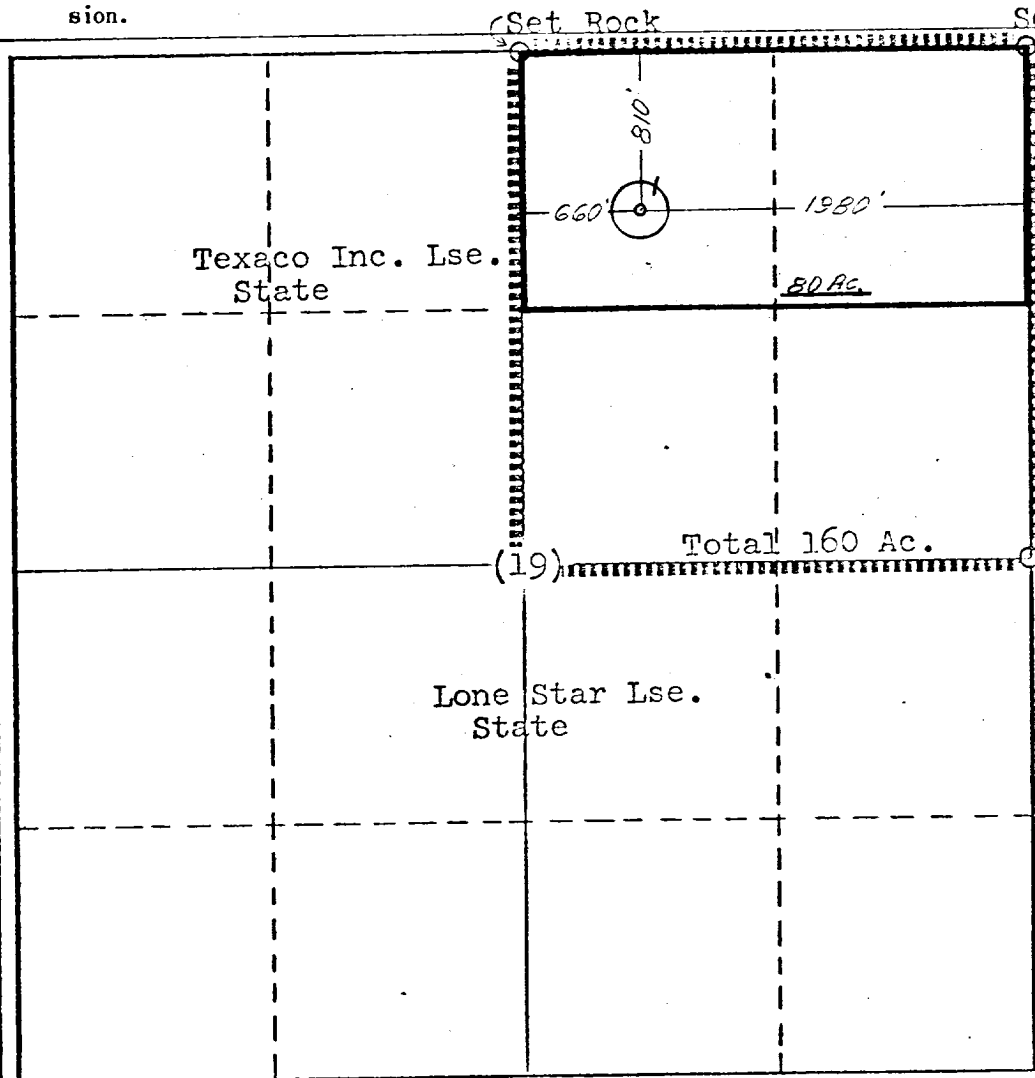 sion.
Set Rock
810'
1
660'
1980'
Texaco Inc. Lse.
State
80 Ac.
Total 160 Ac.
(19)
Lone Star Lse.
State